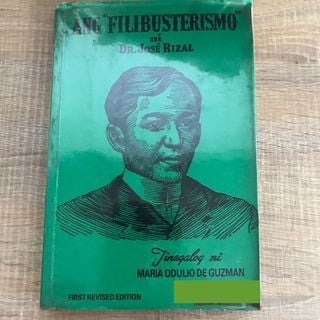 ANG "FILIBUSTERISMO"
ni
DR. JOSÉ RIZAL
Tinagalog ni
MARIA ODULIO DE GUZMAN
FIRST REVISED EDITION